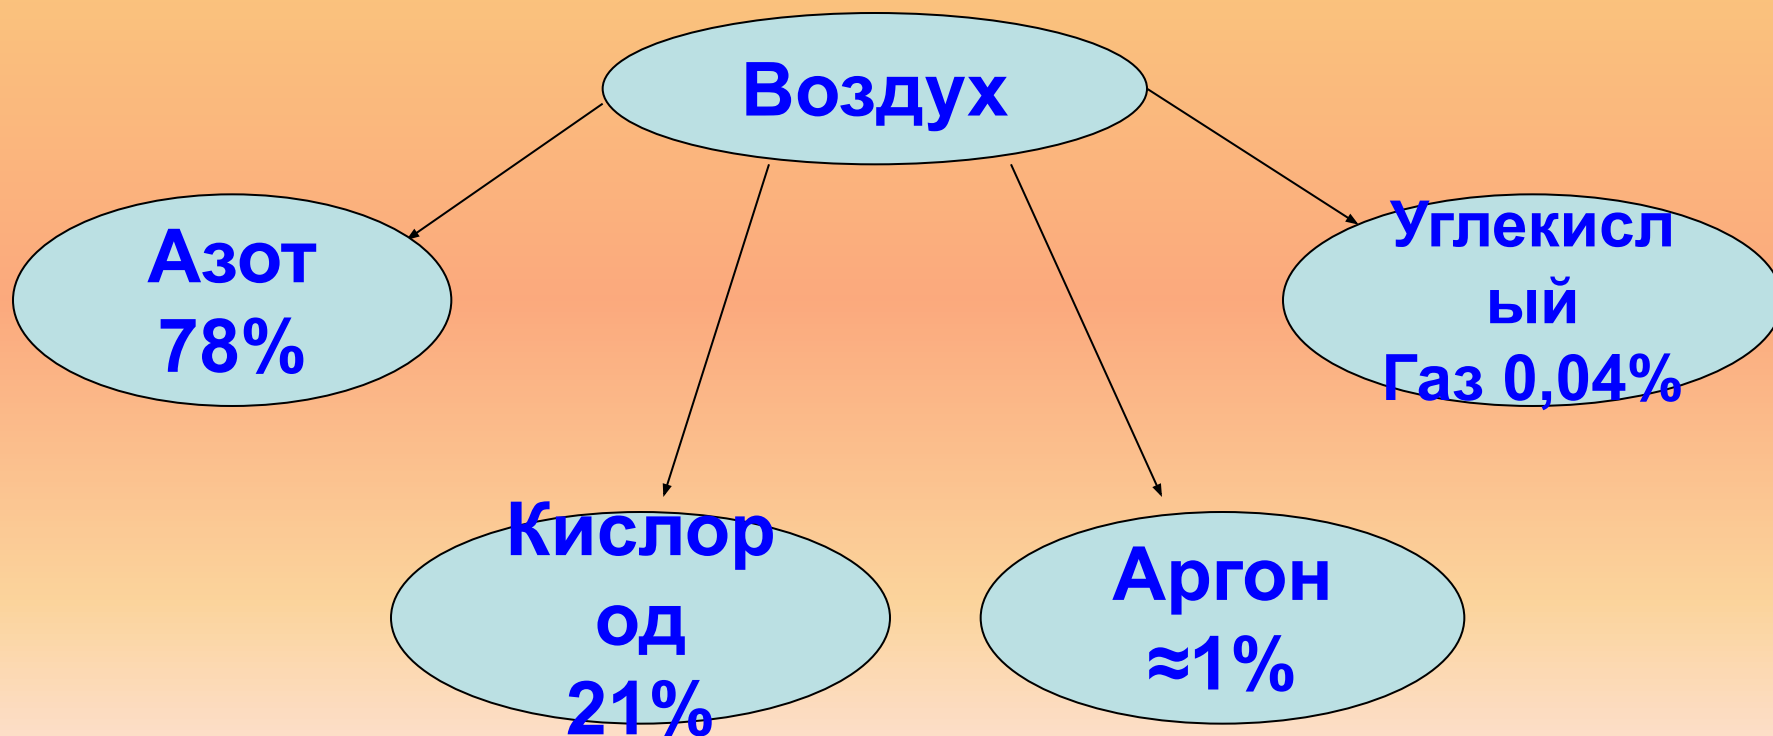 Воздух
Азот
78%
Углекисл
ый
Газ 0,04%
Кислор
од
21%
Аргон
≈1%